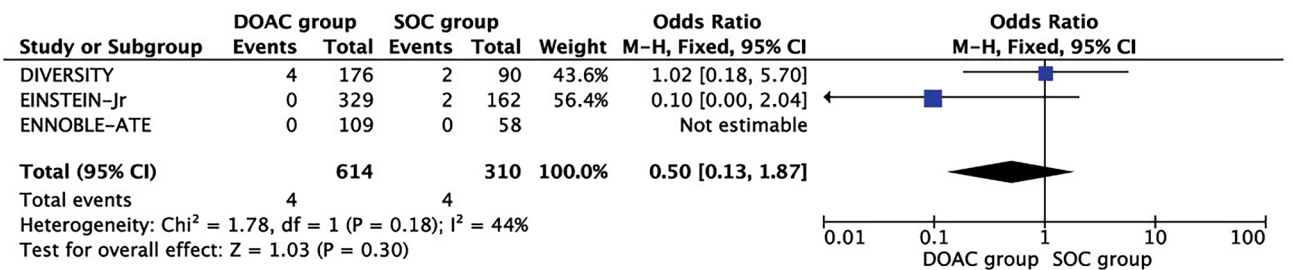 DOAC group SOC group Odds Ratio Odds Ratio
Study or Subgroup Events Total Events Total Weight M-H, Fixed, 95% CI M-H, Fixed, 95% CI
DIVERSITY 4 176 2 90 43.6% 1.02 [0.18, 5.70]
EINSTEIN-Jr 0 329 2 162 56.4% 0.10 [0.00, 2.04]
ENNOBLE-ATE 0 109 0 58 Not estimable
Total (95% CI) 614 310 100.0% 0.50 [0.13, 1.87]
Total events 4 4
Heterogeneity: Chi² = 1.78, df = 1 (P = 0.18); I² = 44%
Test for overall effect: Z = 1.03 (P = 0.30)
0.01 0.1 1 10 100
DOAC group SOC group